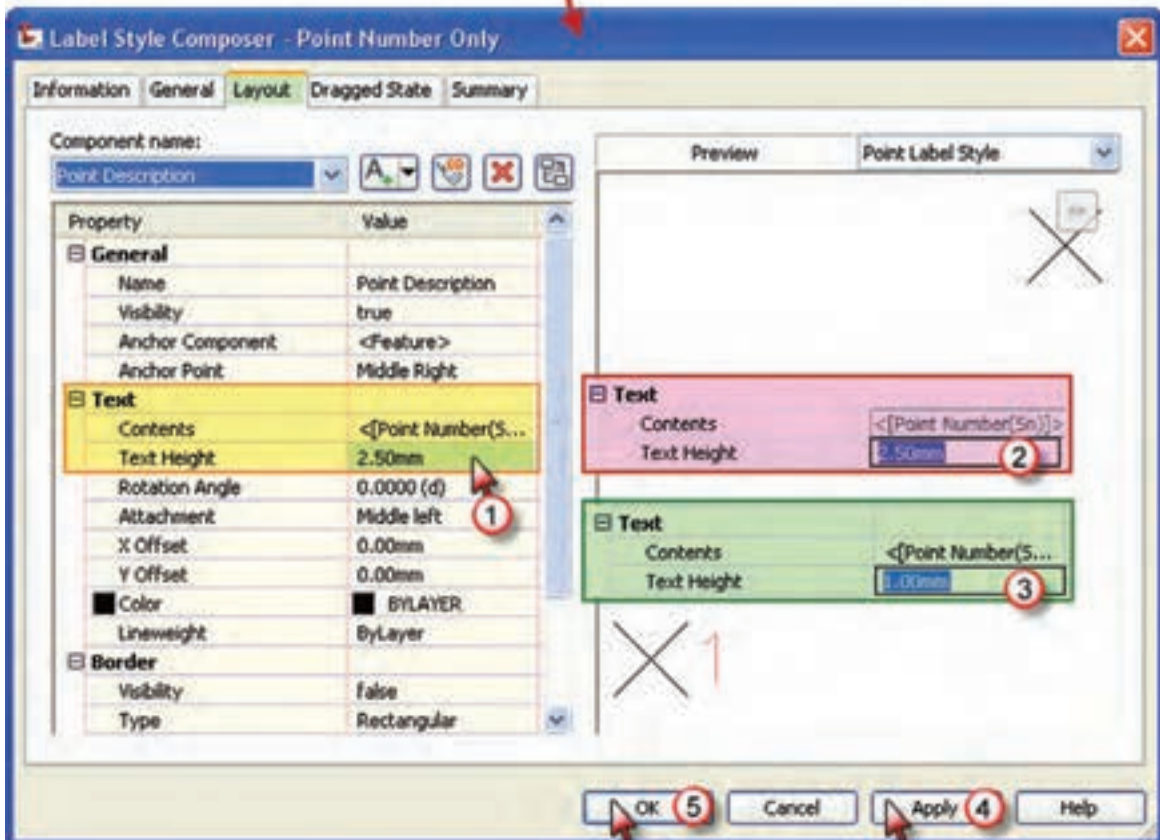 Label Style Composer - Point Number Only
Information General Layout Dragged State Summary
Component name:
Point Description
Preview Point Label Style
Property Value
General
Name Point Description
Visibility true
Anchor Component <Feature>
Anchor Point Middle Right
Text
Contents <[Point Number(S...
Text Height 2.50mm
Rotation Angle 0.0000 (d)
Attachment Middle left
X Offset 0.00mm
Y Offset 0.00mm
Color BYLAYER
Lineweight ByLayer
Border
Visibility false
Type Rectangular
1
Text
Contents <[Point Number(Sn)]>
Text Height 2.50mm
2
Text
Contents <[Point Number(S...
Text Height 1.00mm
3
1
OK 5 Cancel Apply 4 Help